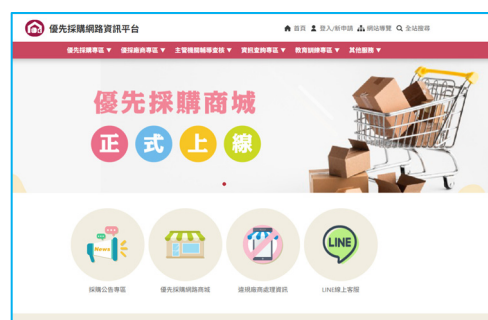 優先採購網路資訊平台
首頁 登入/新申請 網站導覽 全站搜尋
優先採購專區▼ 優採廠商專區▼ 主管機關輔導查核▼ 資訊查詢專區▼ 教育訓練專區▼ 其他服務▼
優先採購商城
正式上線
News
LINE
採購公告專區 優先採購網路商城 違規廠商處理資訊 LINE線上客服